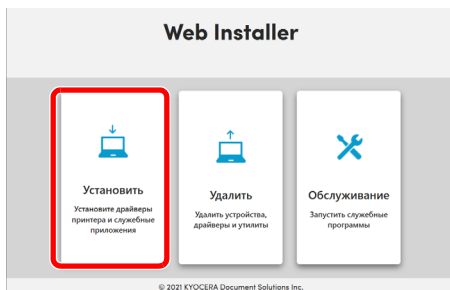 Web Installer
Установить
Установите драйверы
принтера и служебные
приложения
Удалить
Удалить устройства,
драйверы и утилиты
Обслуживание
Запустить служебные
программы
© 2021 KYOCERA Document Solutions Inc.